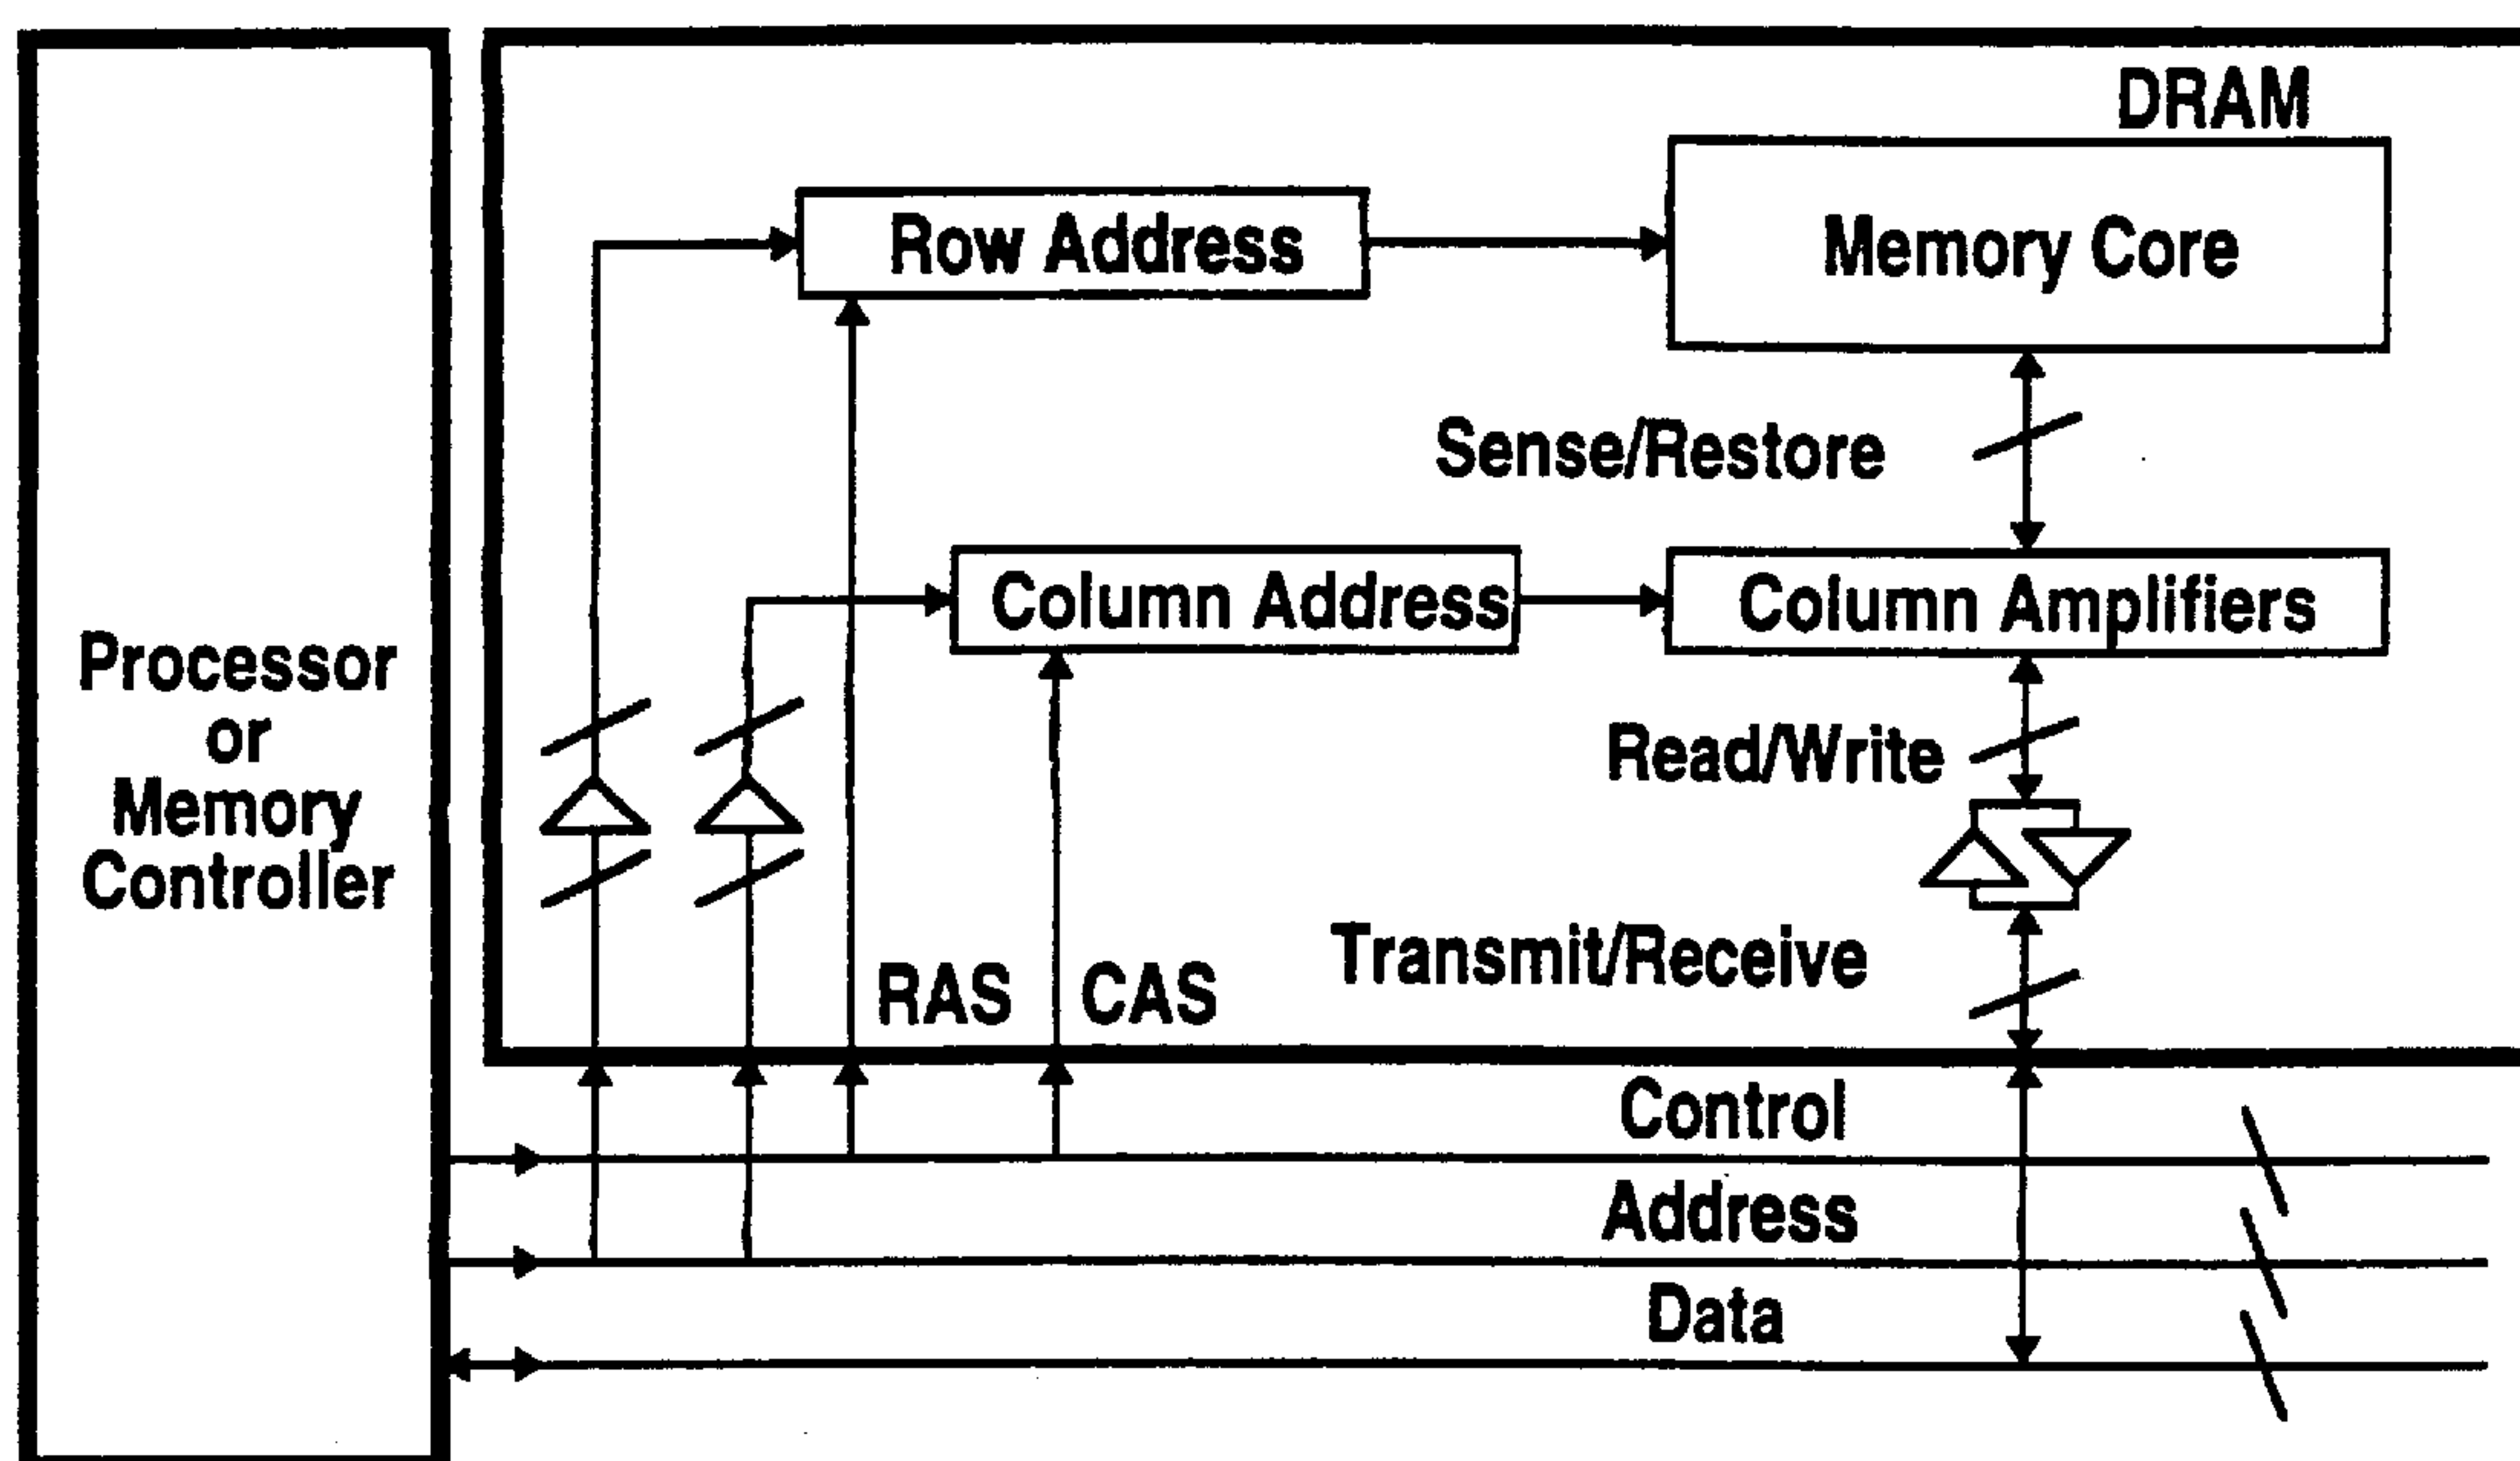 DRAM
Row Address
Memory Core
Sense/Restore
Column Address
Column Amplifiers
Processor
or
Memory
Controller
Read/Write
Transmit/Receive
RAS
CAS
Control
Address
Data